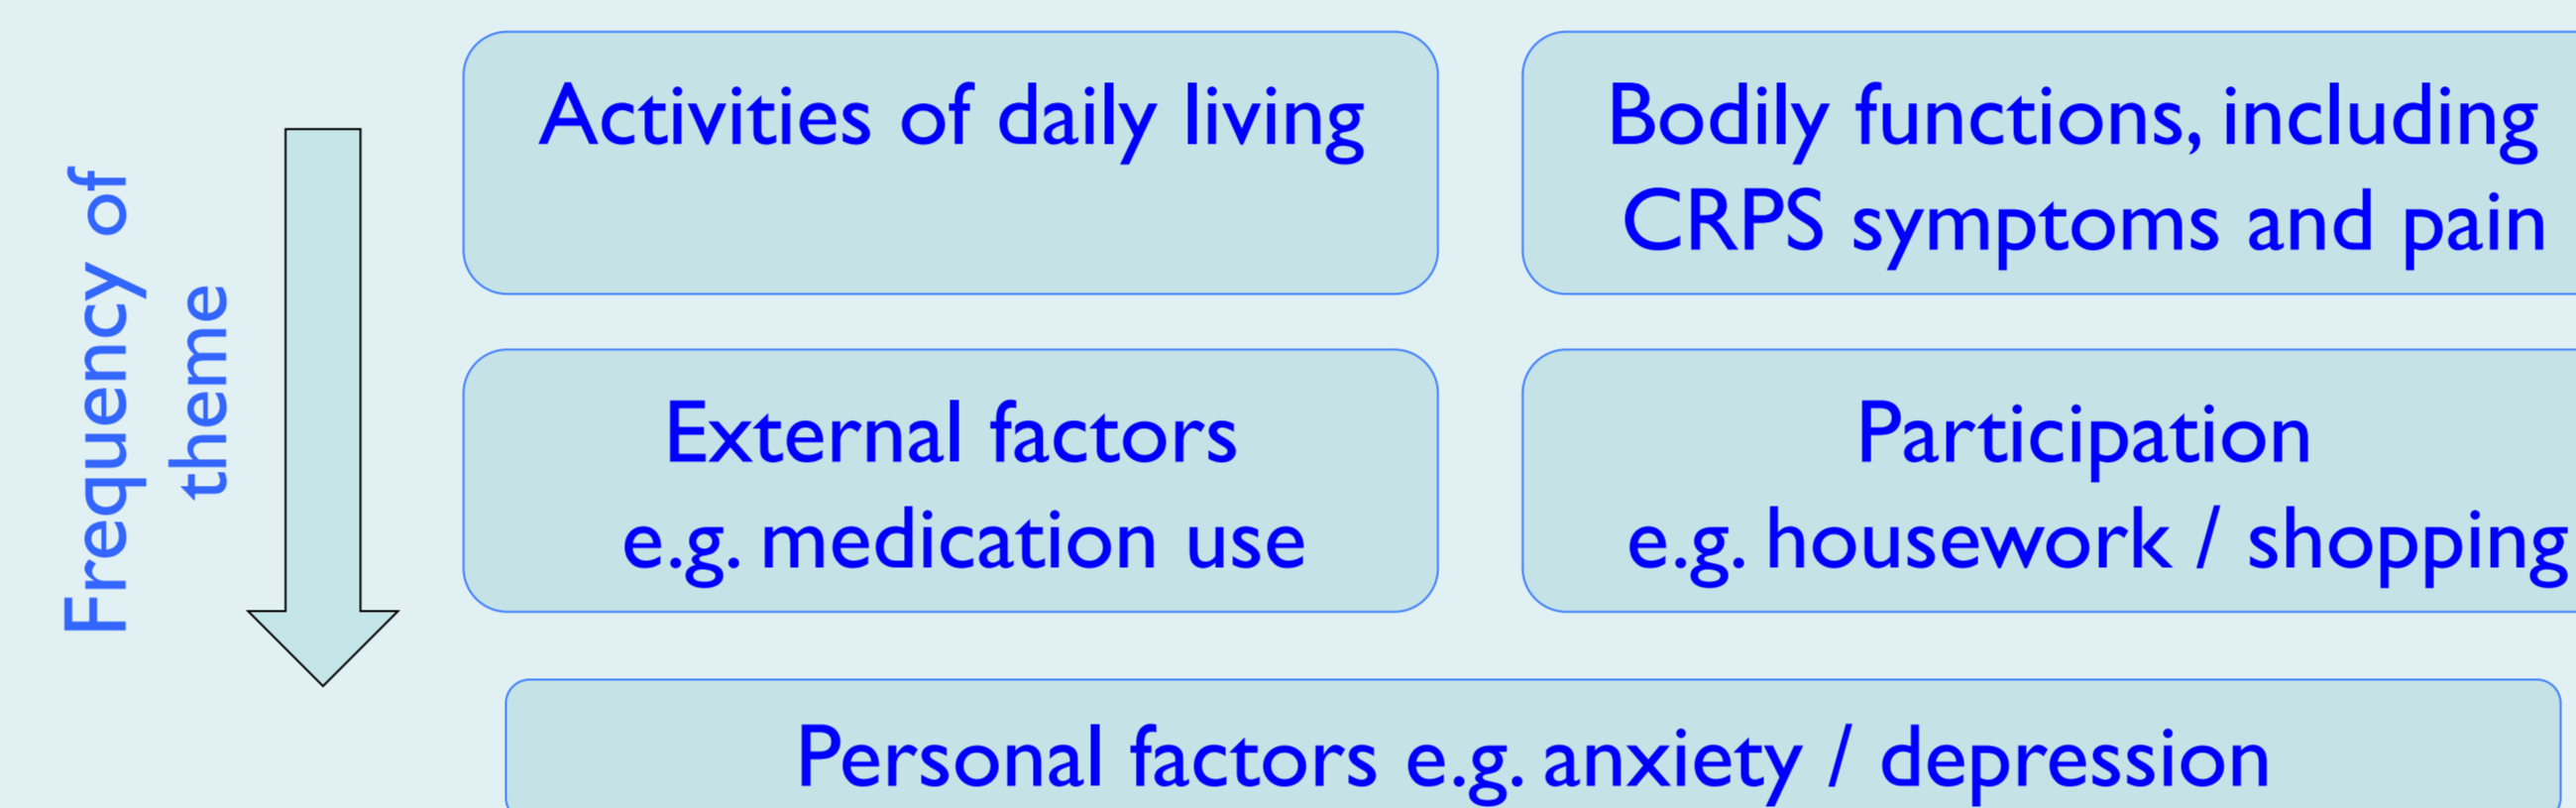 Frequency of
theme
Activities of daily living
Bodily functions, including
CRPS symptoms and pain
External factors
e.g. medication use
Participation
e.g. housework / shopping
Personal factors e.g. anxiety / depression